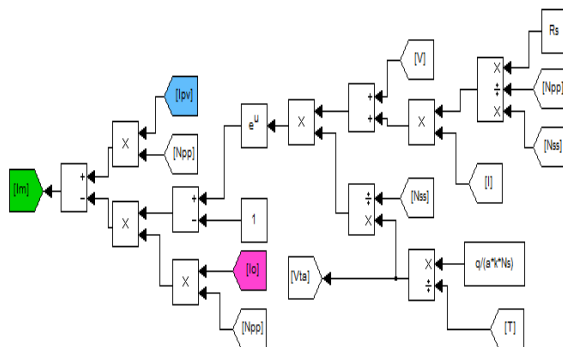 Rs
[V]
[Ipv]
[Npp]
[Npp]
e^u
[Nss]
[Im]
[Nss]
[I]
1
[Io]
[Vta]
q/(a*k*Ns)
[Npp]
[T]